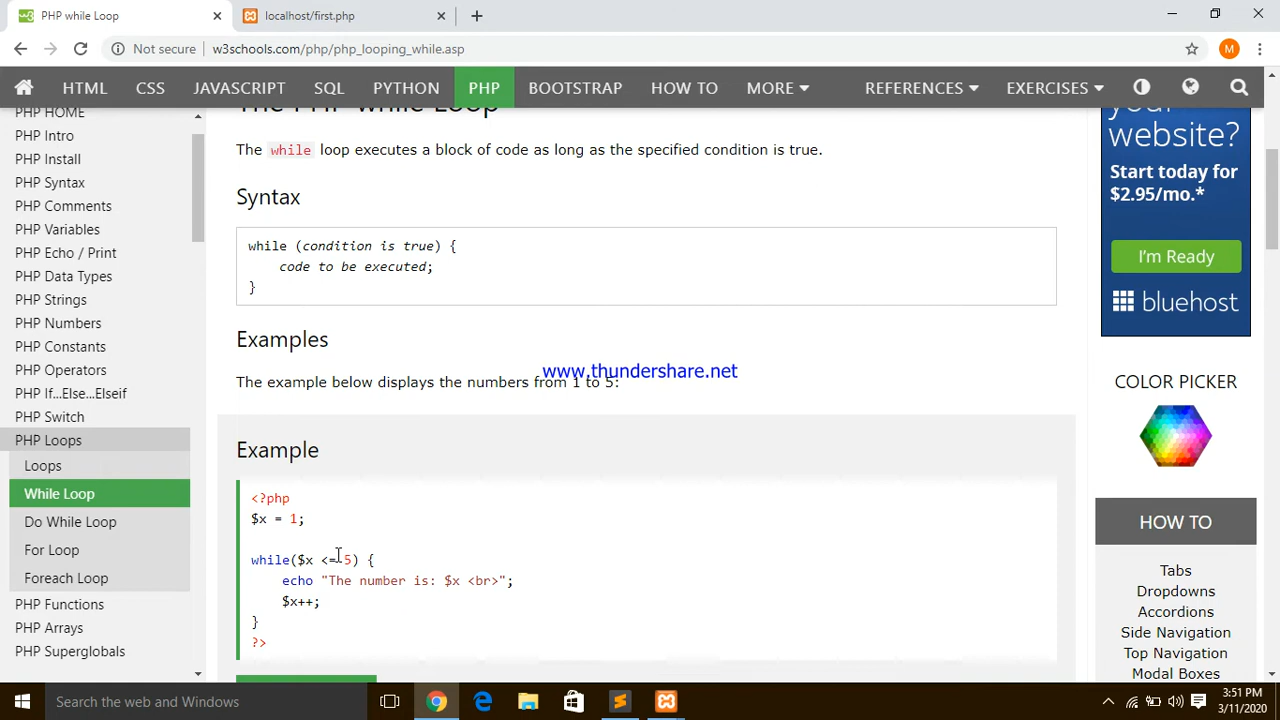 PHP while Loop
localhost/first.php
Not secure
w3schools.com/php/php_looping_while.asp
M
HTML
CSS
JAVASCRIPT
SQL
PYTHON
PHP
BOOTSTRAP
HOW TO
MORE
REFERENCES
EXERCISES
PHP HOME
PHP Intro
PHP Install
PHP Syntax
PHP Comments
PHP Variables
PHP Echo / Print
PHP Data Types
PHP Strings
PHP Numbers
PHP Constants
PHP Operators
PHP If...Else...Elseif
PHP Switch
PHP Loops
Loops
While Loop
Do While Loop
For Loop
Foreach Loop
PHP Functions
PHP Arrays
PHP Superglobals
The PHP while Loop
The while loop executes a block of code as long as the specified condition is true.
Syntax
while (condition is true) {
code to be executed;
}
Examples
www.thundershare.net
The example below displays the numbers from 1 to 5:
Example
<?php
$x = 1;
while($x <= 5) {
echo "The number is: $x <br>";
$x++;
}
?>
your
website?
Start today for
$2.95/mo.*
I'm Ready
bluehost
COLOR PICKER
HOW TO
Tabs
Dropdowns
Accordions
Side Navigation
Top Navigation
Modal Boxes
Search the web and Windows
3:51 PM
3/11/2020